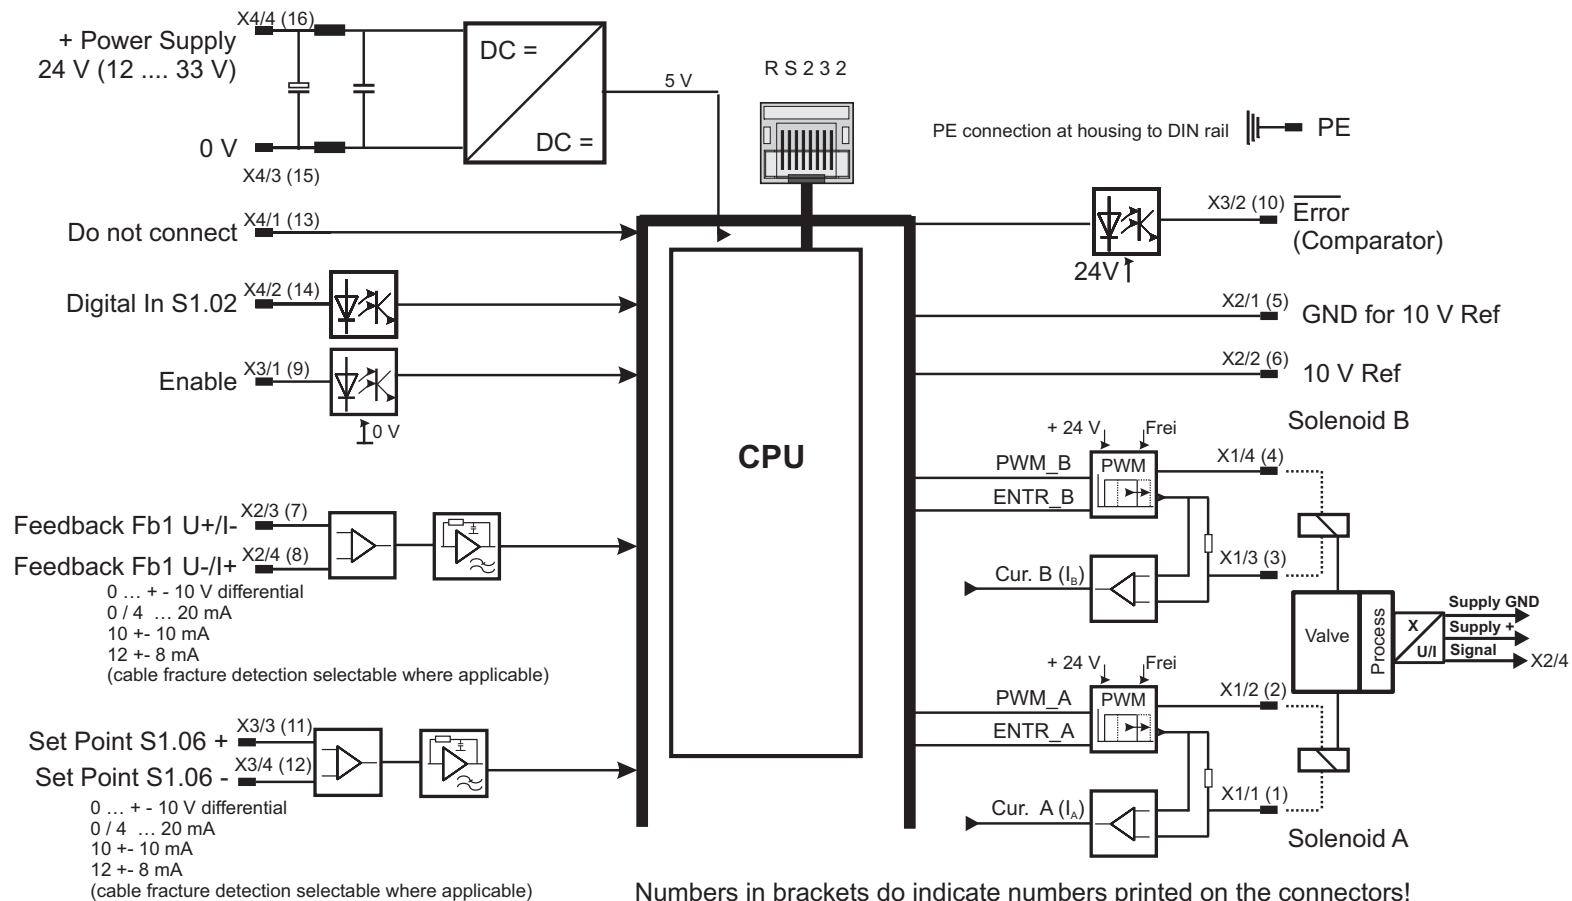 X4/4 (16)
+ Power Supply
24 V (12 .... 33 V)
0 V
X4/3 (15)
DC =
DC =
5 V
RS232
PE connection at housing to DIN rail
PE
X4/1 (13)
Do not connect
X4/2 (14)
Digital In S1.02
X3/1 (9)
Enable
0 V
X3/2 (10)
Error
(Comparator)
24V
X2/1 (5)
GND for 10 V Ref
X2/2 (6)
10 V Ref
CPU
X2/3 (7)
Feedback Fb1 U+/I-
X2/4 (8)
Feedback Fb1 U-/I+
0 ... + - 10 V differential
0 / 4 ... 20 mA
10 +- 10 mA
12 +- 8 mA
(cable fracture detection selectable where applicable)
X3/3 (11)
Set Point S1.06 +
X3/4 (12)
Set Point S1.06 -
0 ... + - 10 V differential
0 / 4 ... 20 mA
10 +- 10 mA
12 +- 8 mA
(cable fracture detection selectable where applicable)
Solenoid B
+ 24 V
Frei
PWM_B
PWM
X1/4 (4)
ENTR_B
Cur. B (I_B)
X1/3 (3)
Valve
Process
X
U/I
Supply GND
Supply +
Signal
X2/4
+ 24 V
Frei
PWM_A
PWM
X1/2 (2)
ENTR_A
Cur. A (I_A)
X1/1 (1)
Solenoid A
Numbers in brackets do indicate numbers printed on the connectors!